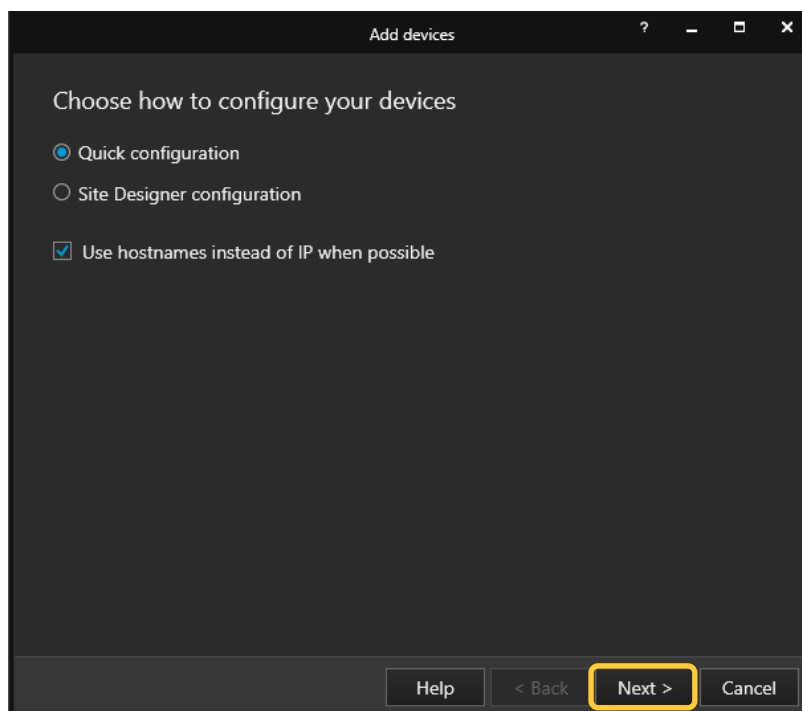 Add devices ?
Choose how to configure your devices
Quick configuration
Site Designer configuration
Use hostnames instead of IP when possible
Help < Back Next > Cancel